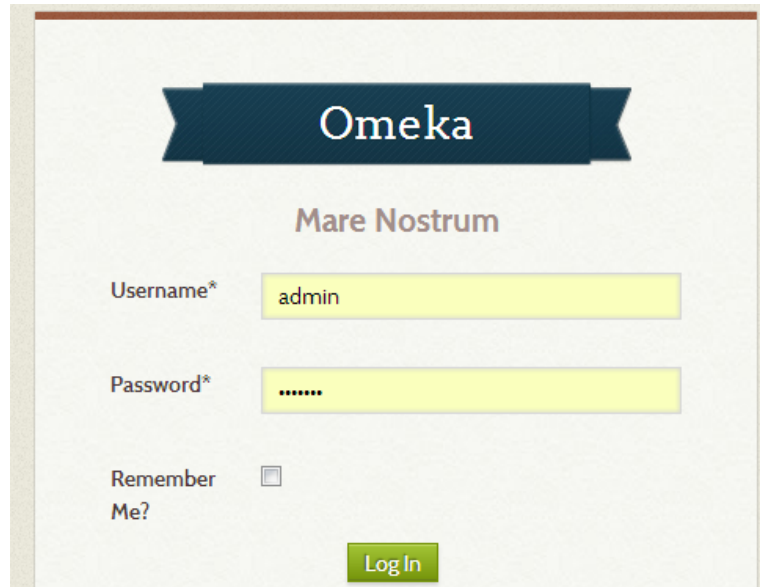 Omeka
Mare Nostrum
Username*
admin
Password*
•••••••
Remember
Me?
Log In